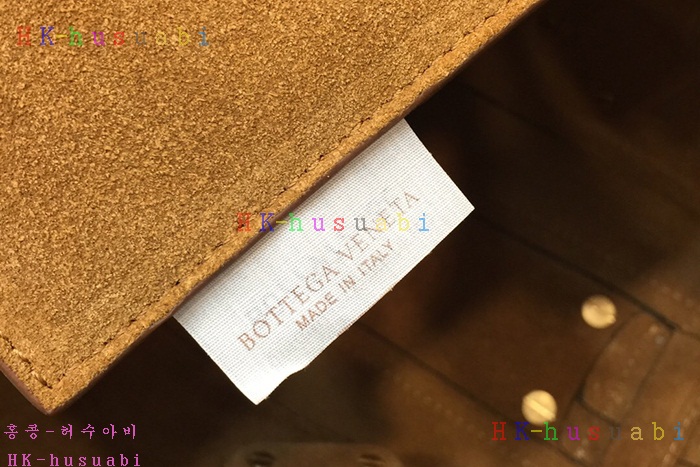 HK-husuabi
HK-husuabi
BOTTEGA VENETA
MADE IN ITALY
홍콩-허수아비
HK-husuabi
HK-husuabi